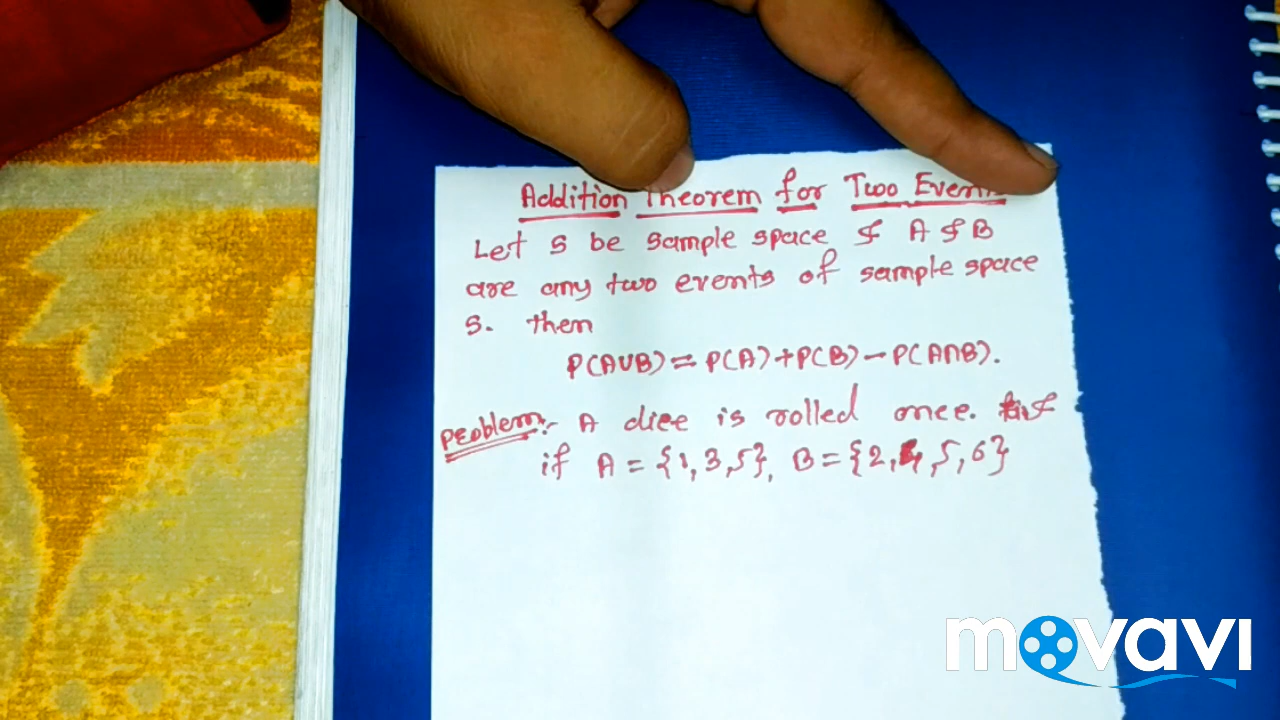 Addition Theorem for Two Events
Let S be sample space & A & B
are any two events of sample space
S. then
P(AUB) = P(A) + P(B) - P(A∩B).
Problem:- A dice is rolled once.
if A = {1, 3, 5}, B = {2, 4, 5, 6}
movavi